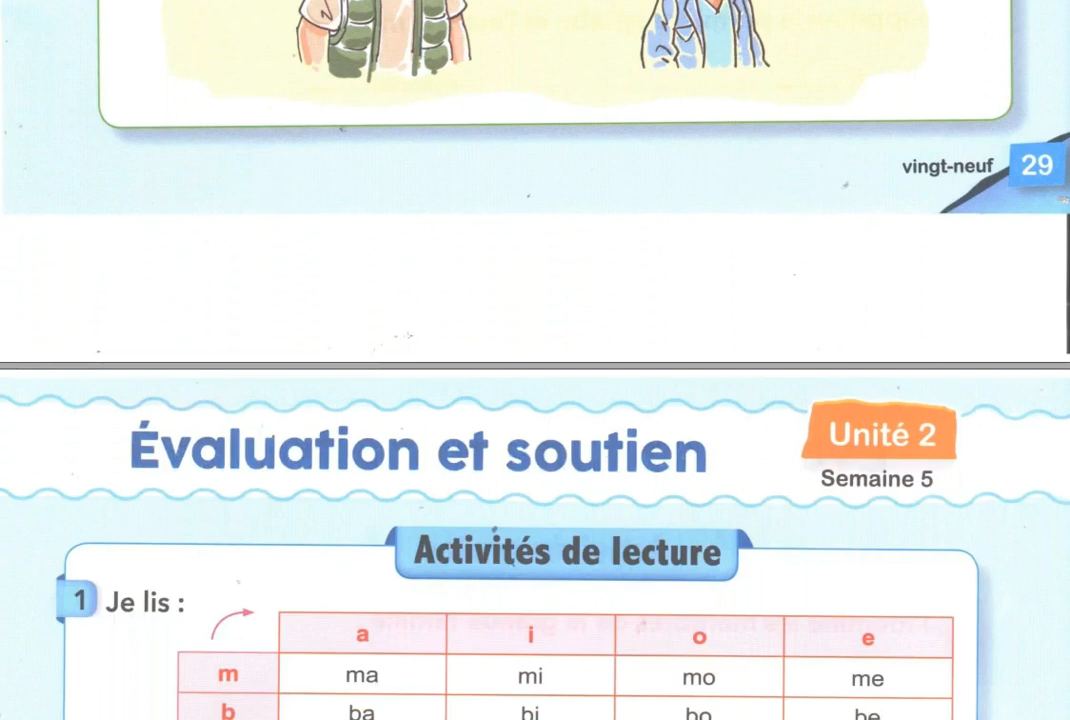 vingt-neuf 29
Évaluation et soutien
Unité 2
Semaine 5
Activités de lecture
1 Je lis :
a i o e
m ma mi mo me
b ba bi bo be